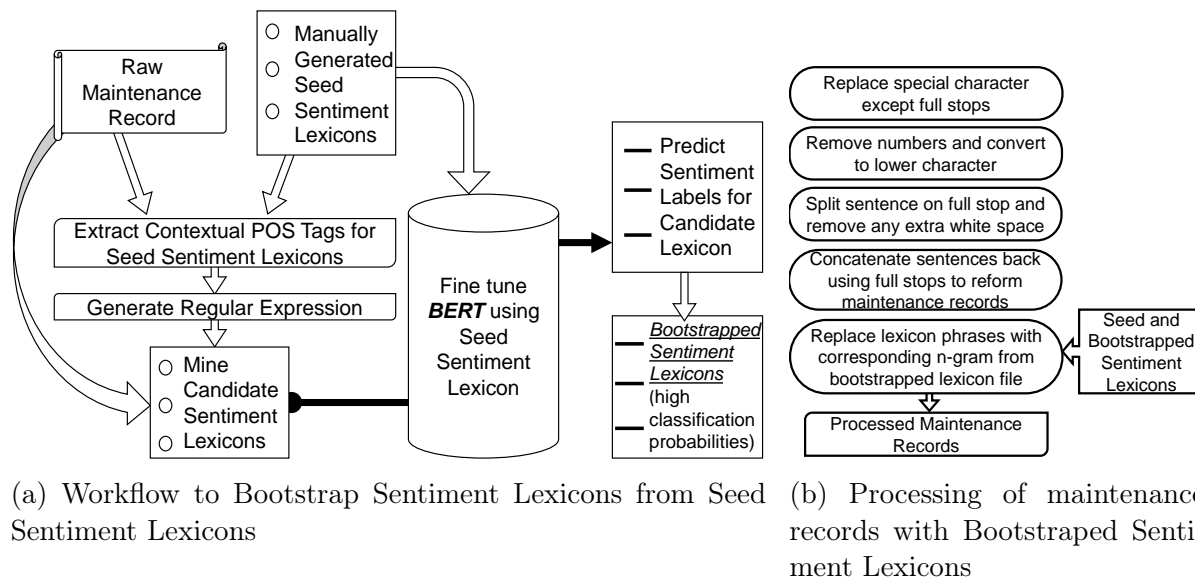 Raw
Maintenance
Record
Manually
Generated
Seed
Sentiment
Lexicons
Extract Contextual POS Tags for
Seed Sentiment Lexicons
Generate Regular Expression
Mine
Candidate
Sentiment
Lexicons
Fine tune
BERT using
Seed
Sentiment
Lexicon
Predict
Sentiment
Labels for
Candidate
Lexicon
Bootstrapped
Sentiment
Lexicons
(high
classification
probabilities)
(a) Workflow to Bootstrap Sentiment Lexicons from Seed
Sentiment Lexicons
Replace special character
except full stops
Remove numbers and convert
to lower character
Split sentence on full stop and
remove any extra white space
Concatenate sentences back
using full stops to reform
maintenance records
Replace lexicon phrases with
corresponding n-gram from
bootstrapped lexicon file
Seed and
Bootstrapped
Sentiment
Lexicons
Processed Maintenance
Records
(b) Processing of maintenance
records with Bootstraped Senti-
ment Lexicons